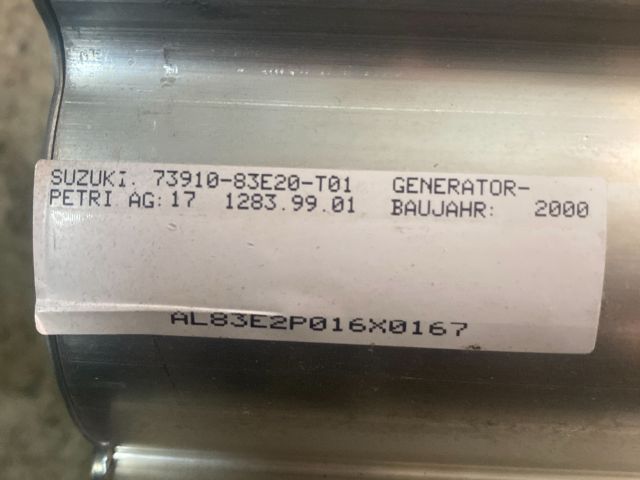 SUZUKI. 73910-83E20-T01 GENERATOR-
PETRI AG: 17 1283.99.01 BAUJAHR: 2000
AL83E2P016X0167